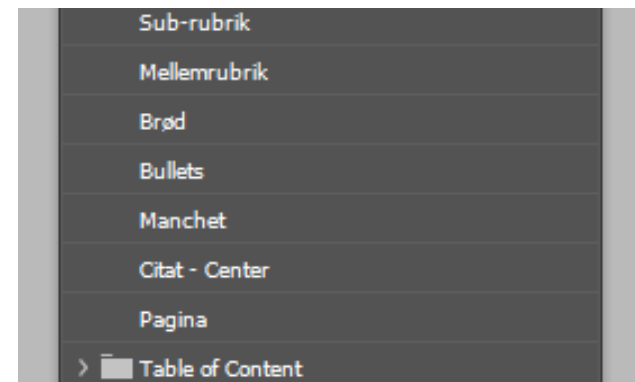 Sub-rubrik
Mellemrubrik
Brød
Bullets
Manchet
Citat - Center
Pagina
Table of Content